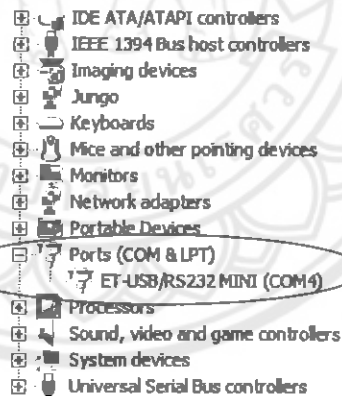 IDE ATA/ATAPI controllers
IEEE 1394 Bus host controllers
Imaging devices
Jungo
Keyboards
Mice and other pointing devices
Monitors
Network adapters
Portable Devices
Ports (COM & LPT)
ET-USB/RS232 MINI (COM4)
Processors
Sound, video and game controllers
System devices
Universal Serial Bus controllers